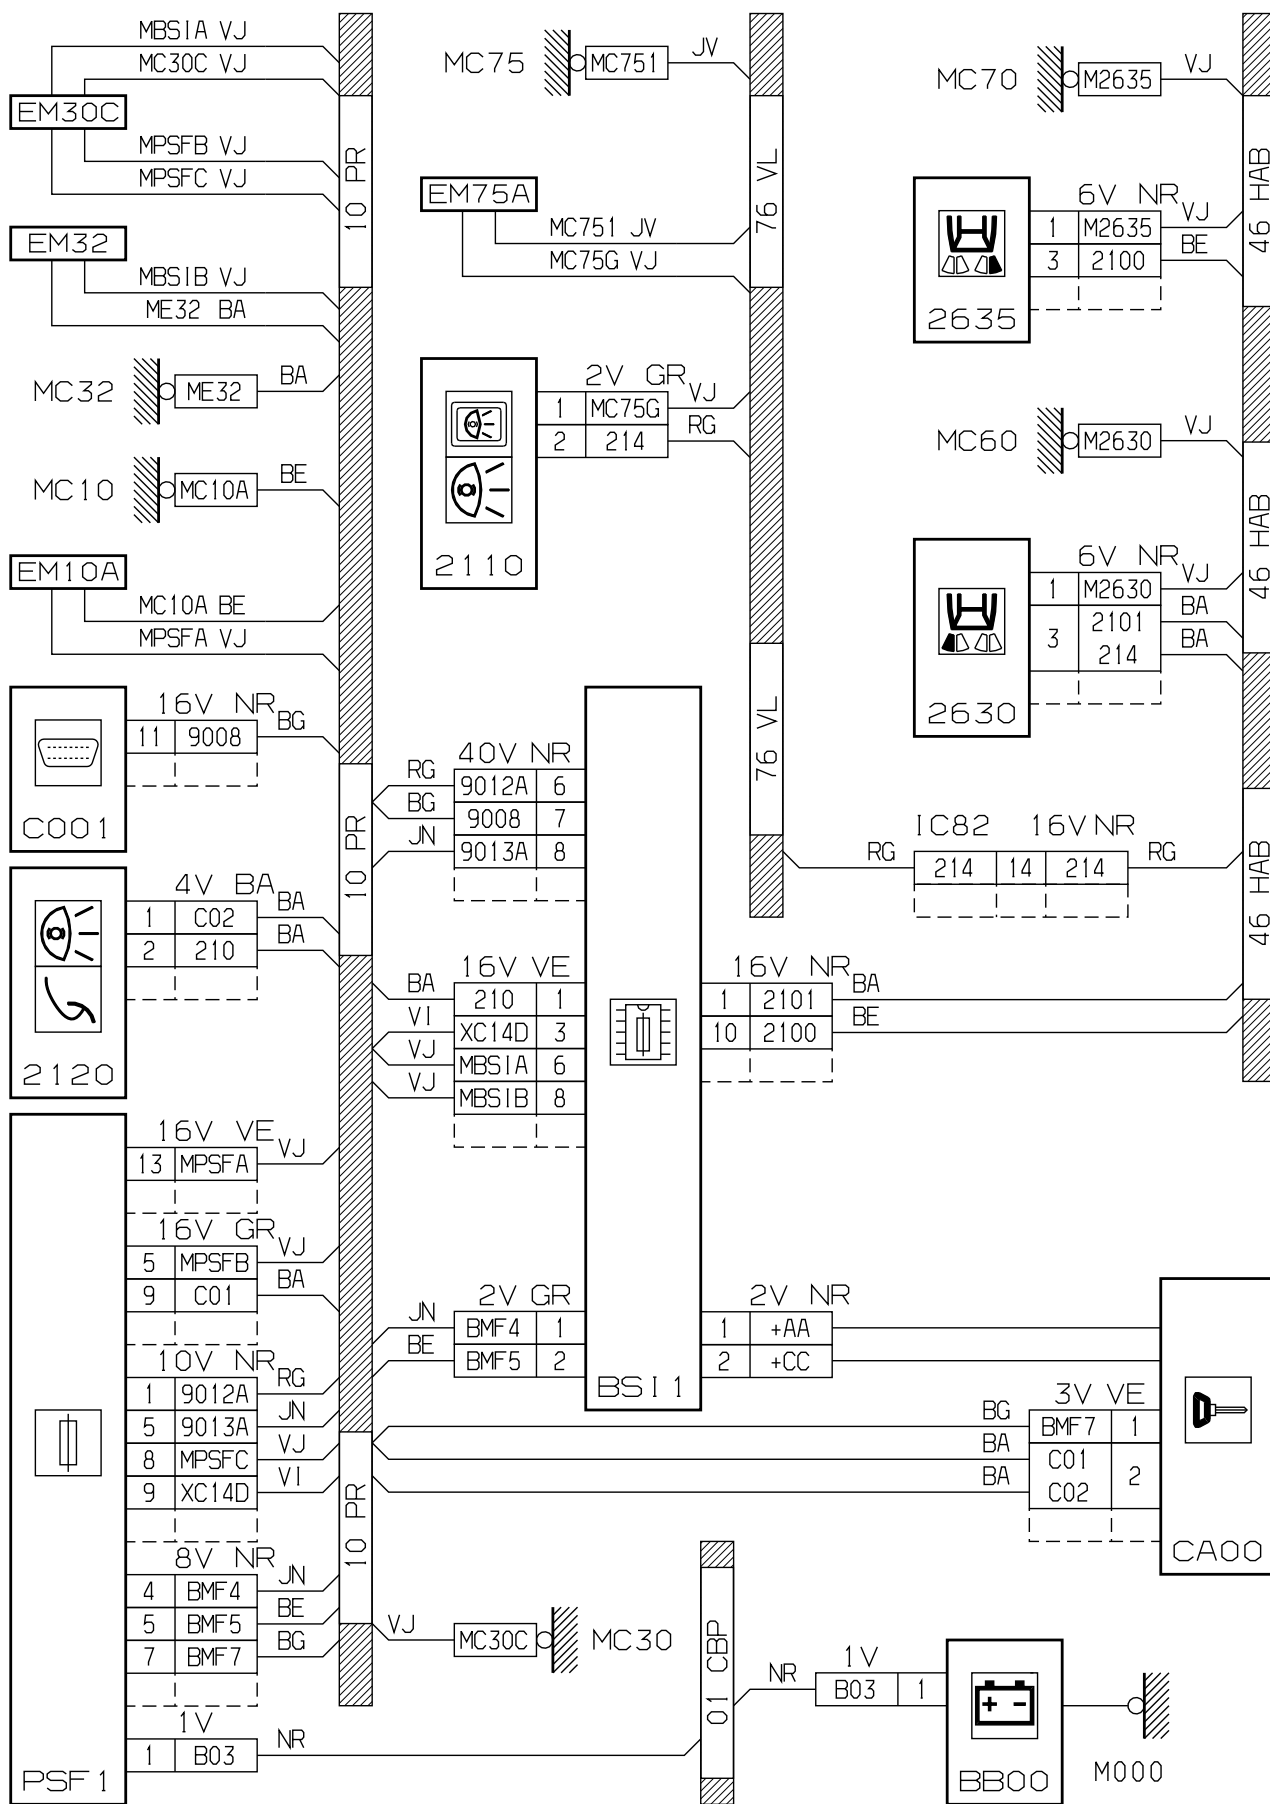 MBSIA VJ
MC30C VJ
EM30C
MPSFB VJ
MPSFC VJ
10 PR
EM32
MBSIB VJ
ME32 BA
MC32
ME32
BA
MC10
MC10A
BE
EM10A
MC10A BE
MPSFA VJ
16V NR
11 9008
BG
C001
4V BA
1 C02
BA
2 210
BA
2120
16V VE
13 MPSFA
VJ
16V GR
5 MPSFB
VJ
9 C01
BA
10V NR
1 9012A
RG
5 9013A
JN
8 MPSFC
VJ
9 XC14D
VI
8V NR
4 BMF4
JN
5 BMF5
BE
7 BMF7
BG
1V
1 B03
NR
PSF1
10 PR
10 PR
MC75
MC751
JV
76 VL
EM75A
MC751 JV
MC75G VJ
2V GR
1 MC75G
VJ
2 214
RG
2110
76 VL
40V NR
RG
9012A 6
BG
9008 7
JN
9013A 8
16V VE
BA
210 1
VI
XC14D 3
VJ
MBSIA 6
VJ
MBSIB 8
2V GR
JN
BMF4 1
BE
BMF5 2
BSI1
16V NR
1 2101
BA
10 2100
BE
2V NR
1 +AA
2 +CC
VJ
MC30C
MC30
MC70
M2635
VJ
46 HAB
6V NR
1 M2635
VJ
3 2100
BE
2635
MC60
M2630
VJ
46 HAB
6V NR
1 M2630
VJ
3
2101
BA
214
BA
2630
IC82 16V NR
RG
214 14 214
RG
46 HAB
3V VE
BG
BMF7 1
BA
C01
2
BA
C02
CA00
01 CBP
NR
1V
B03 1
BB00
M000